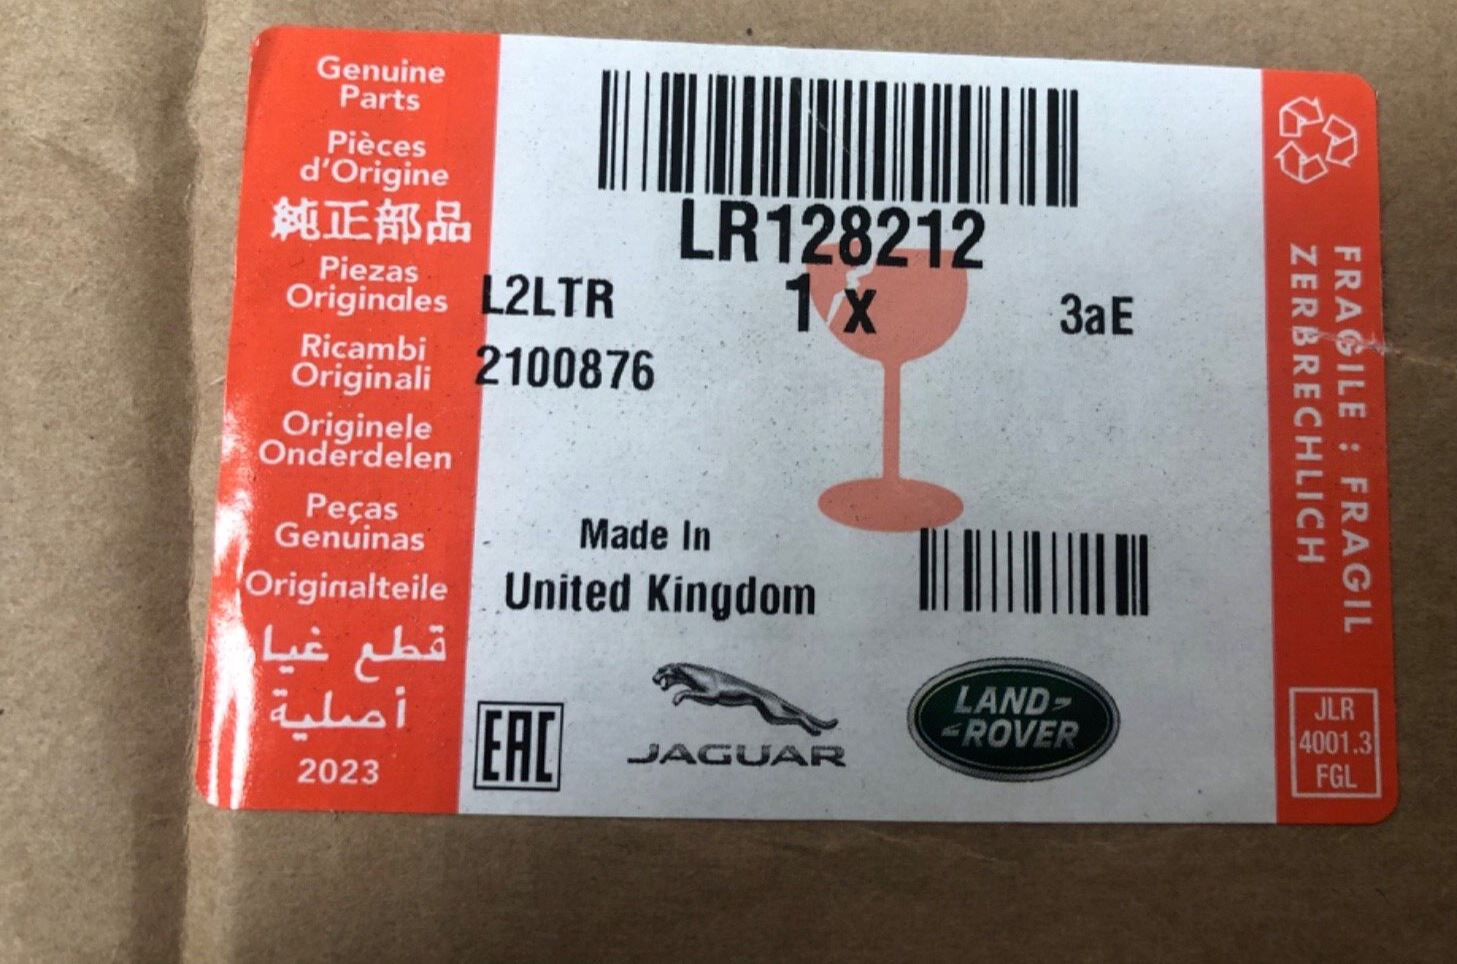 Genuine
Parts
Pièces
d'Origine
純正部品
Piezas
Originales
Ricambi
Originali
Originele
Onderdelen
Peças
Genuinas
Originalteile
قطع غيا
أصلية
2023
LR128212
L2LTR
1 x
3aE
2100876
Made In
United Kingdom
EAC
JAGUAR
LAND-
-ROVER
FRAGILE : FRAGIL
ZERBRECHLICH
JLR
4001.3
FGL